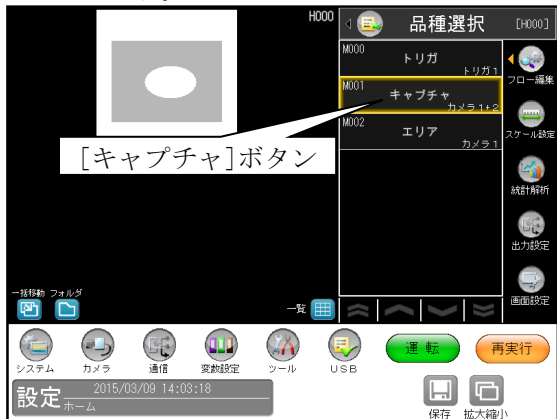 H000
品種選択
[H000]
M000
トリガ
トリガ1
M001
キャプチャ
カメラ1+2
M002
エリア
カメラ1
[キャプチャ]ボタン
フロー編集
スケール設定
統計解析
出力設定
画面設定
一括移動 フォルダ
一覧
システム
カメラ
通信
変数設定
ツール
USB
運転
再実行
設定
2015/03/09 14:03:18
ホーム
保存
拡大縮小